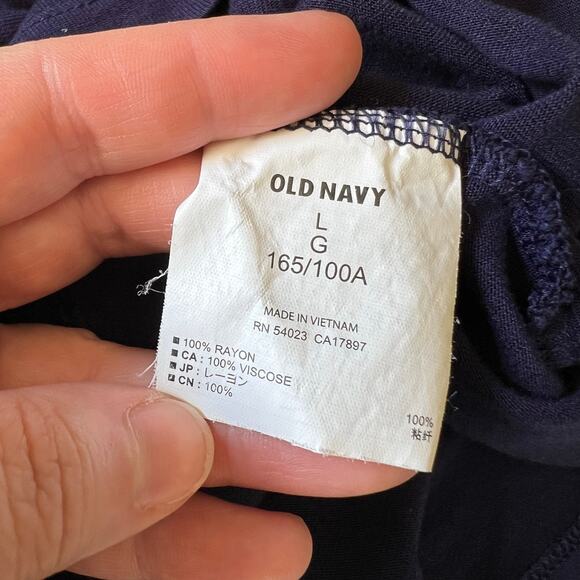 OLD NAVY
L
G
165/100A
MADE IN VIETNAM
RN 54023 CA17897
100% RAYON
CA : 100% VISCOSE
JP : レーヨン
CN : 100%
100%
粘纤